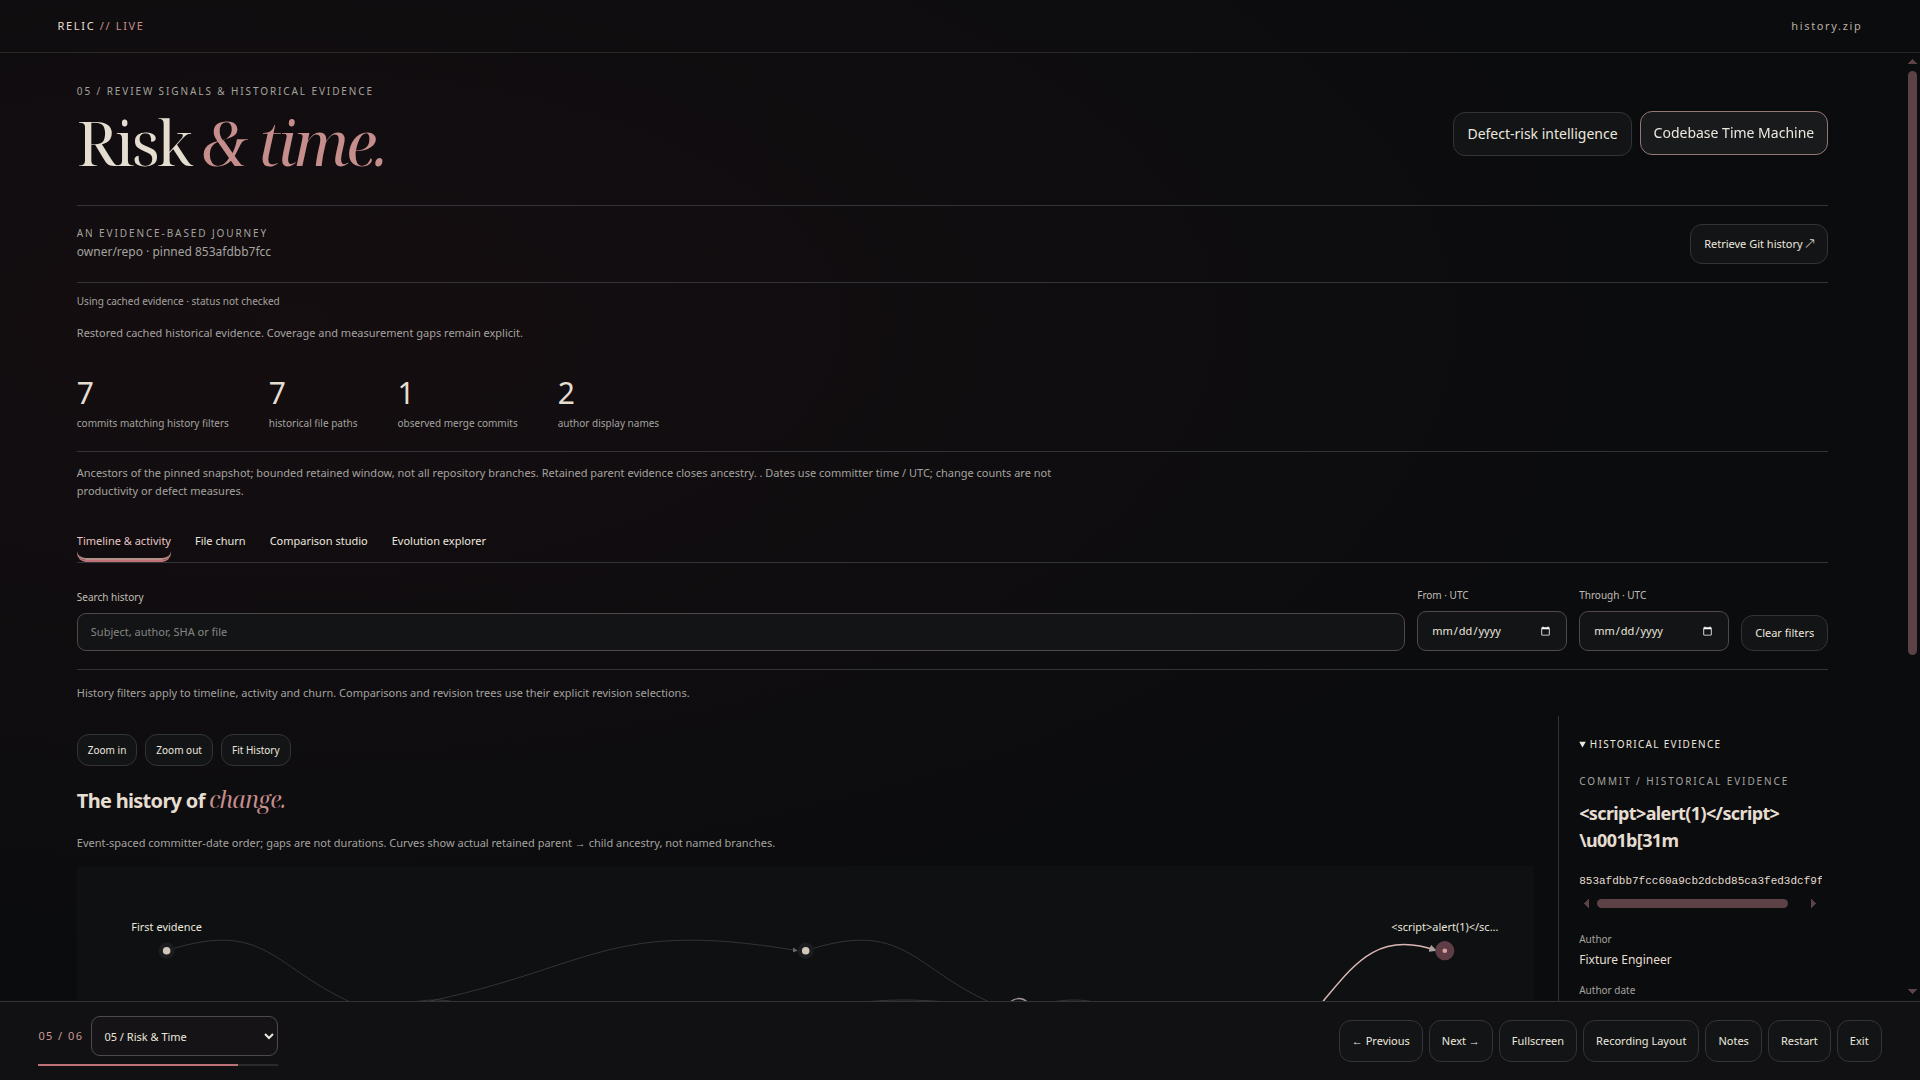 RELIC // LIVE
history.zip
05 / REVIEW SIGNALS & HISTORICAL EVIDENCE
Risk & time.
Defect-risk intelligence
Codebase Time Machine
AN EVIDENCE-BASED JOURNEY
owner/repo · pinned 853afdbb7fcc
Retrieve Git history ↗
Using cached evidence · status not checked
Restored cached historical evidence. Coverage and measurement gaps remain explicit.
7
commits matching history filters
7
historical file paths
1
observed merge commits
2
author display names
Ancestors of the pinned snapshot; bounded retained window, not all repository branches. Retained parent evidence closes ancestry. . Dates use committer time / UTC; change counts are not
productivity or defect measures.
Timeline & activity
File churn
Comparison studio
Evolution explorer
Search history
Subject, author, SHA or file
From · UTC
mm/dd/yyyy
Through · UTC
mm/dd/yyyy
Clear filters
History filters apply to timeline, activity and churn. Comparisons and revision trees use their explicit revision selections.
Zoom in
Zoom out
Fit History
The history of change.
Event-spaced committer-date order; gaps are not durations. Curves show actual retained parent → child ancestry, not named branches.
First evidence
<script>alert(1)</sc...
▾ HISTORICAL EVIDENCE
COMMIT / HISTORICAL EVIDENCE
<script>alert(1)</script>
\u001b[31m
853afdbb7fcc60a9cb2dcbd85ca3fed3dcf9f
Author
Fixture Engineer
Author date
05 / 06
05 / Risk & Time
← Previous
Next →
Fullscreen
Recording Layout
Notes
Restart
Exit